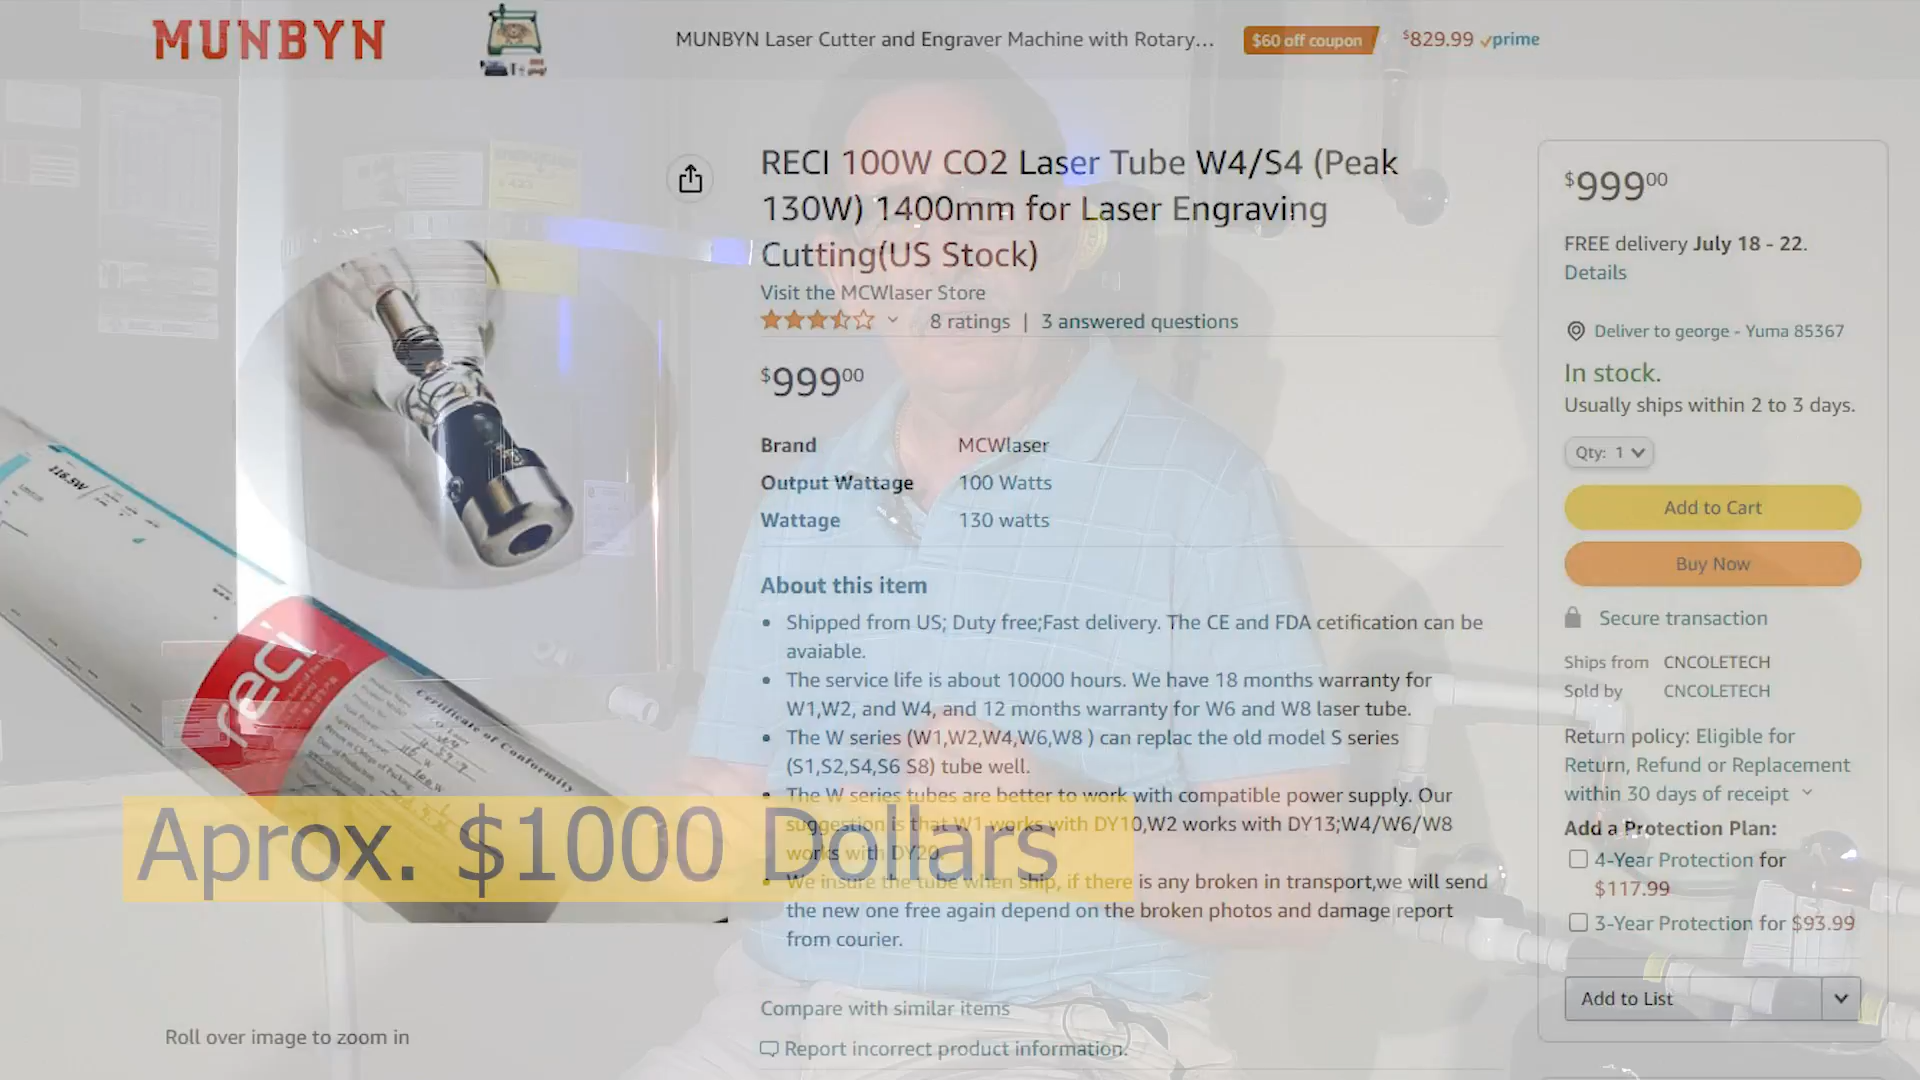 MUNBYN
MUNBYN Laser Cutter and Engraver Machine with Rotary...
$60 off coupon
$829.99 prime
RECI 100W CO2 Laser Tube W4/S4 (Peak
130W) 1400mm for Laser Engraving
Cutting(US Stock)
Visit the MCWlaser Store
8 ratings | 3 answered questions
$99900
Brand MCWlaser
Output Wattage 100 Watts
Wattage 130 watts
About this item
• Shipped from US; Duty free;Fast delivery. The CE and FDA cetification can be
avaiable.
• The service life is about 10000 hours. We have 18 months warranty for
W1,W2, and W4, and 12 months warranty for W6 and W8 laser tube.
• The W series (W1,W2,W4,W6,W8 ) can replac the old model S series
(S1,S2,S4,S6 S8) tube well.
• The W series tubes are better to work with compatible power supply. Our
suggestion is that W1 works with DY10,W2 works with DY13;W4/W6/W8
works with DY20.
• We insure the tube when ship, if there is any broken in transport,we will send
the new one free again depend on the broken photos and damage report
from courier.
Compare with similar items
Report incorrect product information.
$99900
FREE delivery July 18 - 22.
Details
Deliver to george - Yuma 85367
In stock.
Usually ships within 2 to 3 days.
Qty: 1
Add to Cart
Buy Now
Secure transaction
Ships from CNCOLETECH
Sold by CNCOLETECH
Return policy: Eligible for
Return, Refund or Replacement
within 30 days of receipt
Add a Protection Plan:
4-Year Protection for
$117.99
3-Year Protection for $93.99
Add to List
reci
Certificate of Conformity
Aprox. $1000 Dollars
Roll over image to zoom in